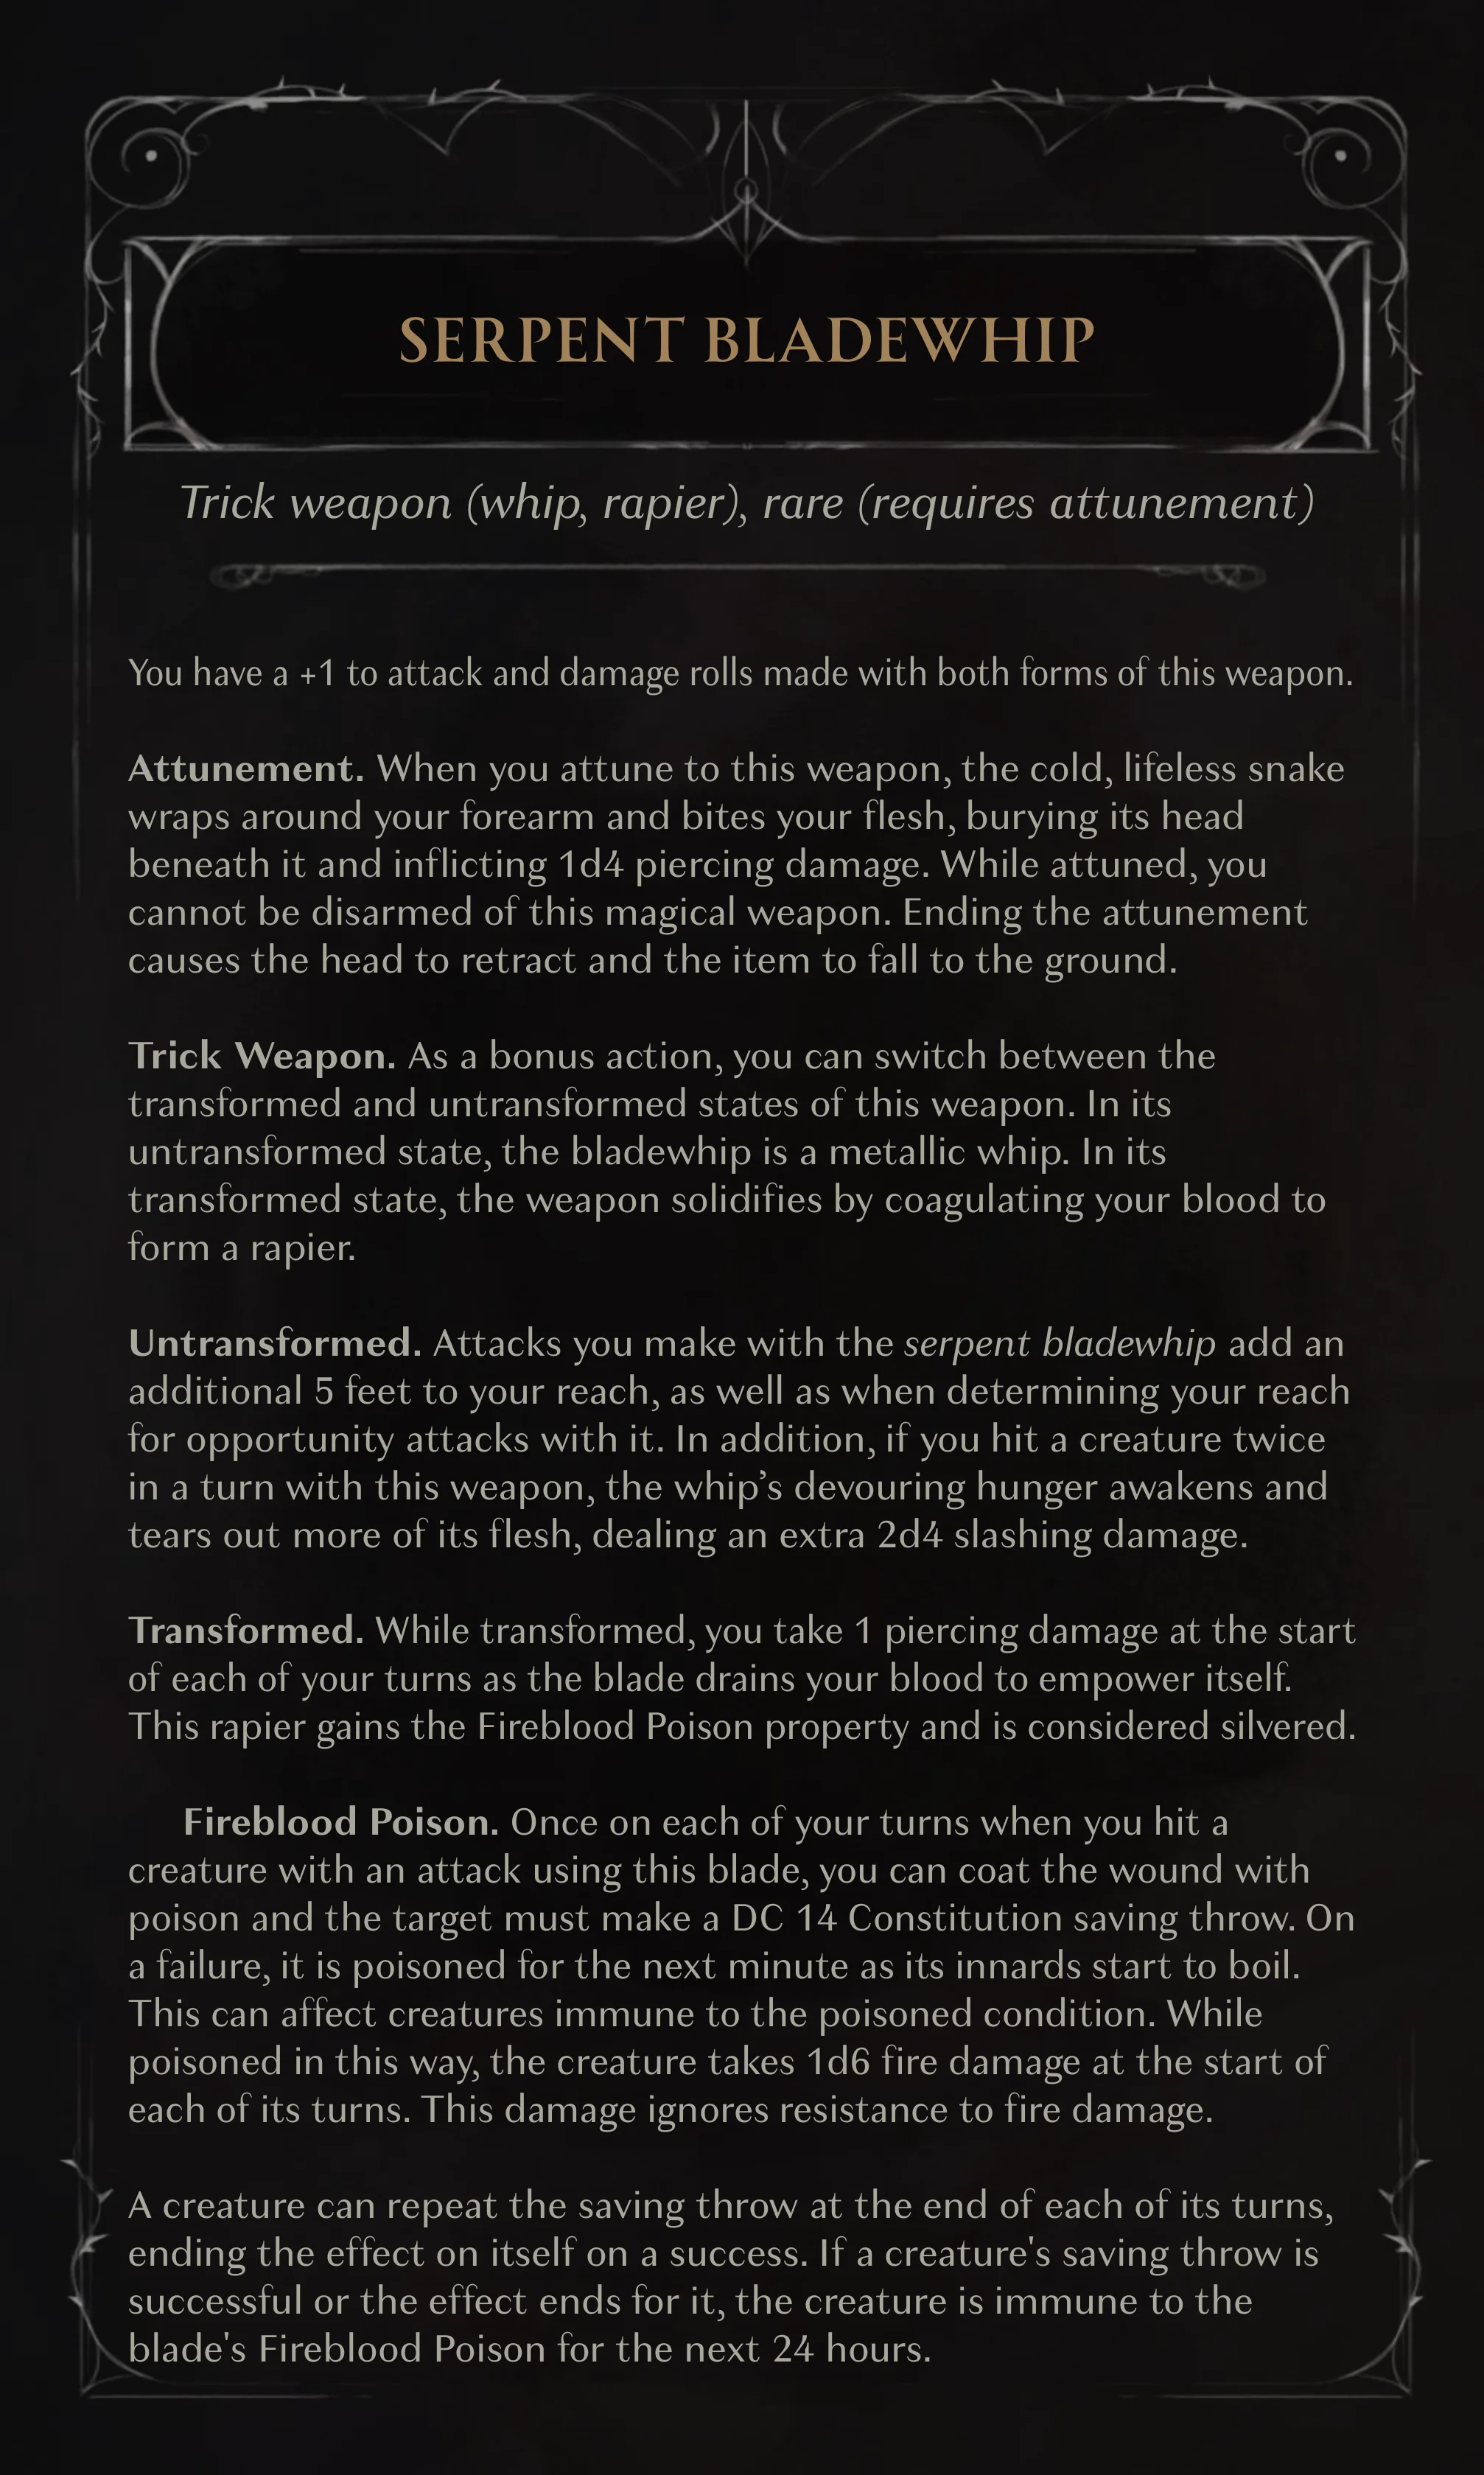 SERPENT BLADEWHIP
Trick weapon (whip, rapier), rare (requires attunement)
You have a +1 to attack and damage rolls made with both forms of this weapon.
Attunement. When you attune to this weapon, the cold, lifeless snake
wraps around your forearm and bites your flesh, burying its head
beneath it and inflicting 1d4 piercing damage. While attuned, you
cannot be disarmed of this magical weapon. Ending the attunement
causes the head to retract and the item to fall to the ground.
Trick Weapon. As a bonus action, you can switch between the
transformed and untransformed states of this weapon. In its
untransformed state, the bladewhip is a metallic whip. In its
transformed state, the weapon solidifies by coagulating your blood to
form a rapier.
Untransformed. Attacks you make with the serpent bladewhip add an
additional 5 feet to your reach, as well as when determining your reach
for opportunity attacks with it. In addition, if you hit a creature twice
in a turn with this weapon, the whip’s devouring hunger awakens and
tears out more of its flesh, dealing an extra 2d4 slashing damage.
Transformed. While transformed, you take 1 piercing damage at the start
of each of your turns as the blade drains your blood to empower itself.
This rapier gains the Fireblood Poison property and is considered silvered.
Fireblood Poison. Once on each of your turns when you hit a
creature with an attack using this blade, you can coat the wound with
poison and the target must make a DC 14 Constitution saving throw. On
a failure, it is poisoned for the next minute as its innards start to boil.
This can affect creatures immune to the poisoned condition. While
poisoned in this way, the creature takes 1d6 fire damage at the start of
each of its turns. This damage ignores resistance to fire damage.
A creature can repeat the saving throw at the end of each of its turns,
ending the effect on itself on a success. If a creature's saving throw is
successful or the effect ends for it, the creature is immune to the
blade's Fireblood Poison for the next 24 hours.